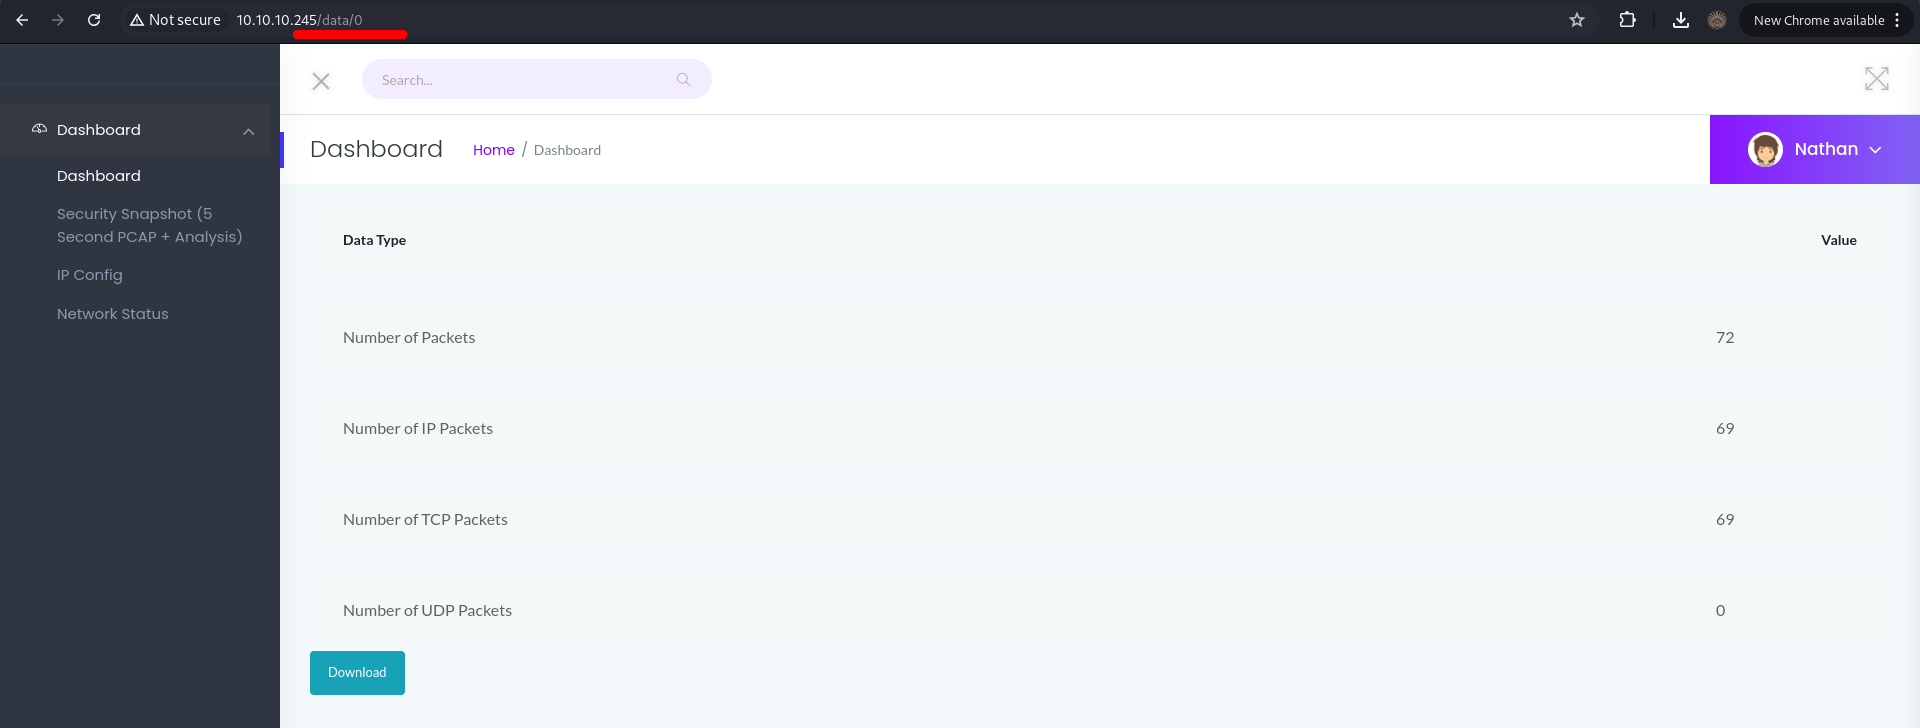 Not secure 10.10.10.245/data/0 New Chrome available
Search...
Dashboard
Dashboard Home / Dashboard Nathan
Dashboard
Security Snapshot (5
Second PCAP + Analysis)
IP Config
Network Status
Data Type Value
Number of Packets 72
Number of IP Packets 69
Number of TCP Packets 69
Number of UDP Packets 0
Download